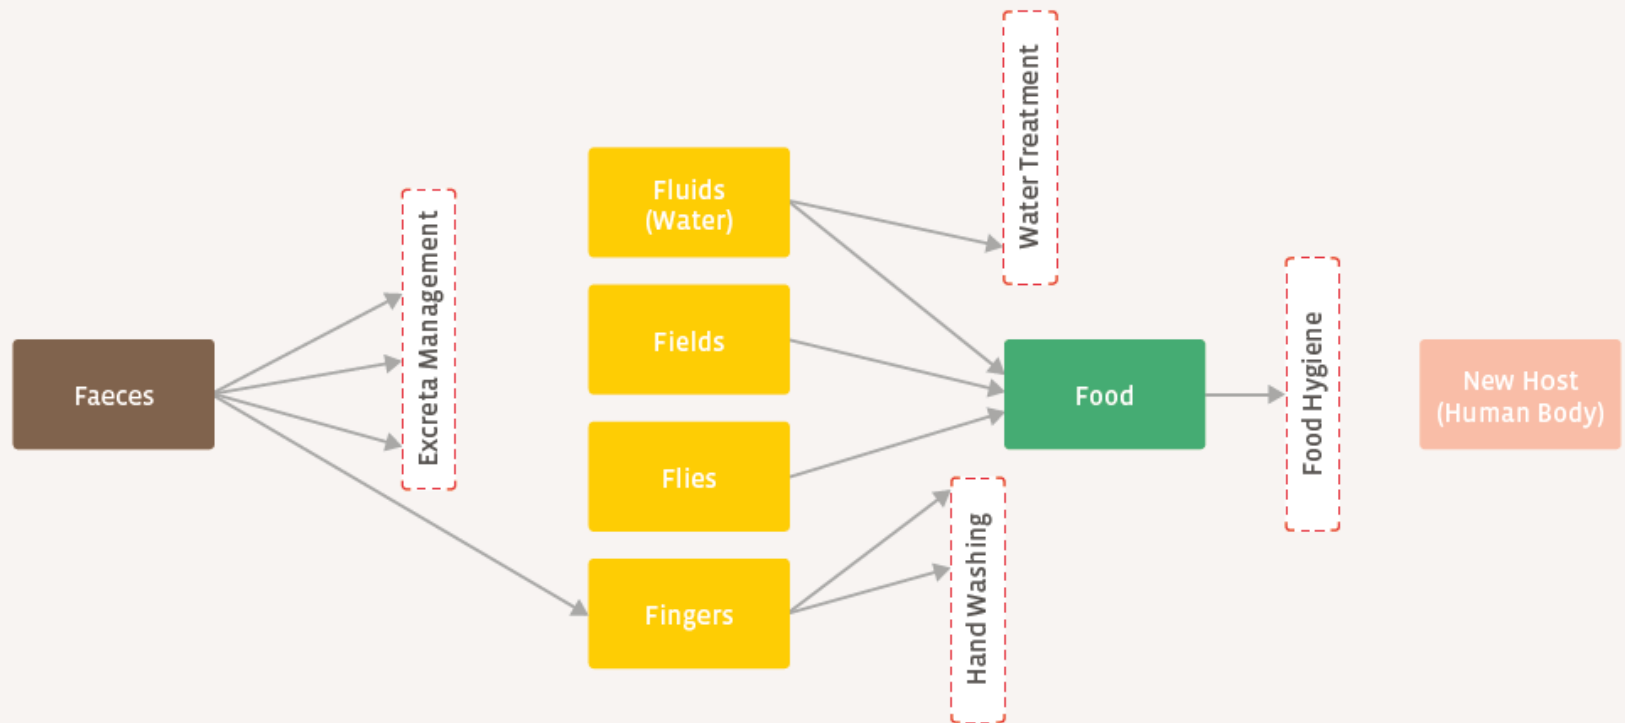 Faeces
Excreta Management
Fluids
(Water)
Fields
Flies
Fingers
Water Treatment
Hand Washing
Food
Food Hygiene
New Host
(Human Body)